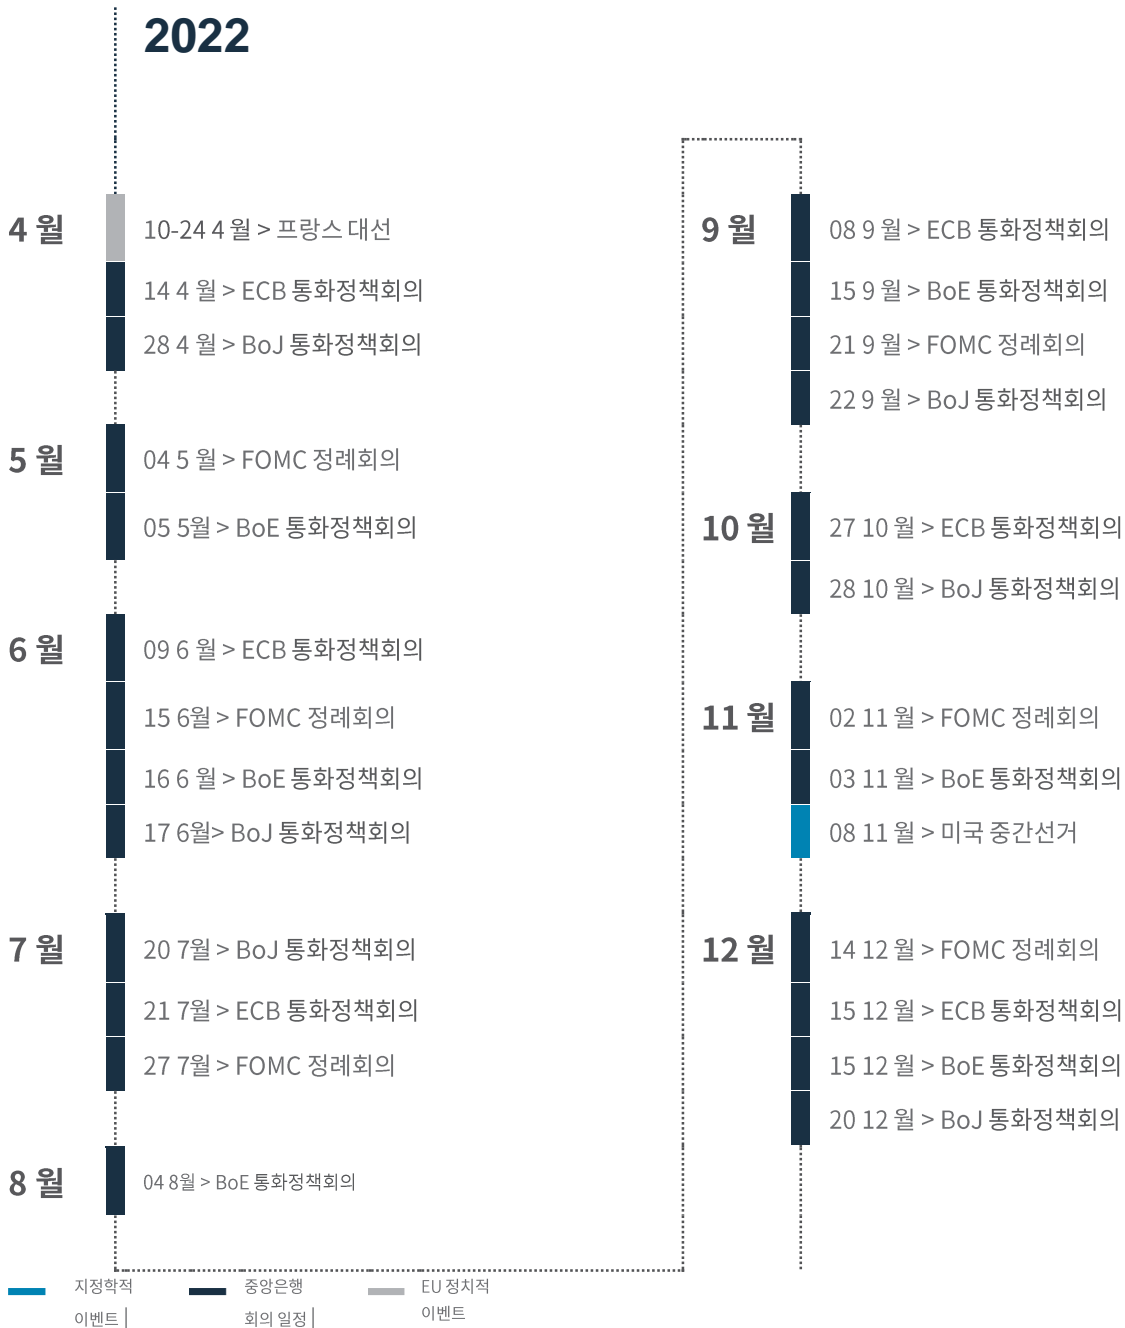 2022
4 월
10-24 4 월 > 프랑스 대선
14 4 월 > ECB 통화정책회의
28 4 월 > BoJ 통화정책회의
5 월
04 5 월 > FOMC 정례회의
05 5월 > BoE 통화정책회의
6 월
09 6 월 > ECB 통화정책회의
15 6월 > FOMC 정례회의
16 6 월 > BoE 통화정책회의
17 6월> BoJ 통화정책회의
7 월
20 7월 > BoJ 통화정책회의
21 7월 > ECB 통화정책회의
27 7월 > FOMC 정례회의
8 월
04 8월 > BoE 통화정책회의
9 월
08 9 월 > ECB 통화정책회의
15 9 월 > BoE 통화정책회의
21 9 월 > FOMC 정례회의
22 9 월 > BoJ 통화정책회의
10 월
27 10 월 > ECB 통화정책회의
28 10 월 > BoJ 통화정책회의
11 월
02 11 월 > FOMC 정례회의
03 11 월 > BoE 통화정책회의
08 11 월 > 미국 중간선거
12 월
14 12 월 > FOMC 정례회의
15 12 월 > ECB 통화정책회의
15 12 월 > BoE 통화정책회의
20 12 월 > BoJ 통화정책회의
지정학적
이벤트 |
중앙은행
회의 일정 |
EU 정치적
이벤트